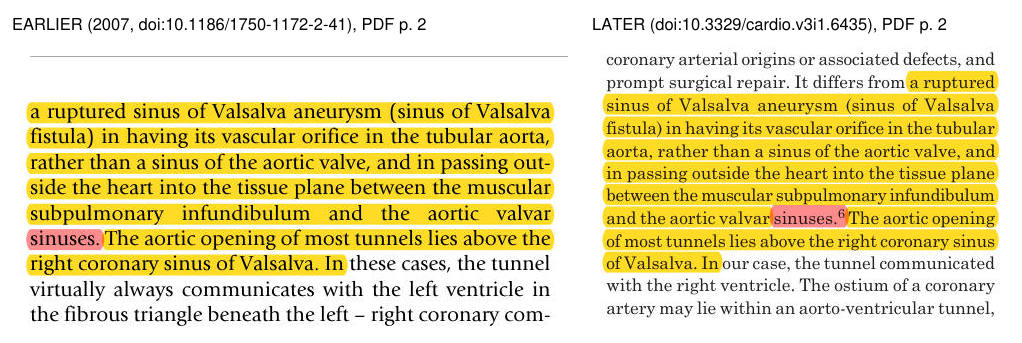 EARLIER (2007, doi:10.1186/1750-1172-2-41), PDF p. 2
a ruptured sinus of Valsalva aneurysm (sinus of Valsalva
fistula) in having its vascular orifice in the tubular aorta,
rather than a sinus of the aortic valve, and in passing out-
side the heart into the tissue plane between the muscular
subpulmonary infundibulum and the aortic valvar
sinuses. The aortic opening of most tunnels lies above the
right coronary sinus of Valsalva. In these cases, the tunnel
virtually always communicates with the left ventricle in
the fibrous triangle beneath the left – right coronary com-
LATER (doi:10.3329/cardio.v3i1.6435), PDF p. 2
coronary arterial origins or associated defects, and
prompt surgical repair. It differs from a ruptured
sinus of Valsalva aneurysm (sinus of Valsalva
fistula) in having its vascular orifice in the tubular
aorta, rather than a sinus of the aortic valve, and
in passing outside the heart into the tissue plane
between the muscular subpulmonary infundibulum
and the aortic valvar sinuses.6 The aortic opening
of most tunnels lies above the right coronary sinus
of Valsalva. In our case, the tunnel communicated
with the right ventricle. The ostium of a coronary
artery may lie within an aorto-ventricular tunnel,